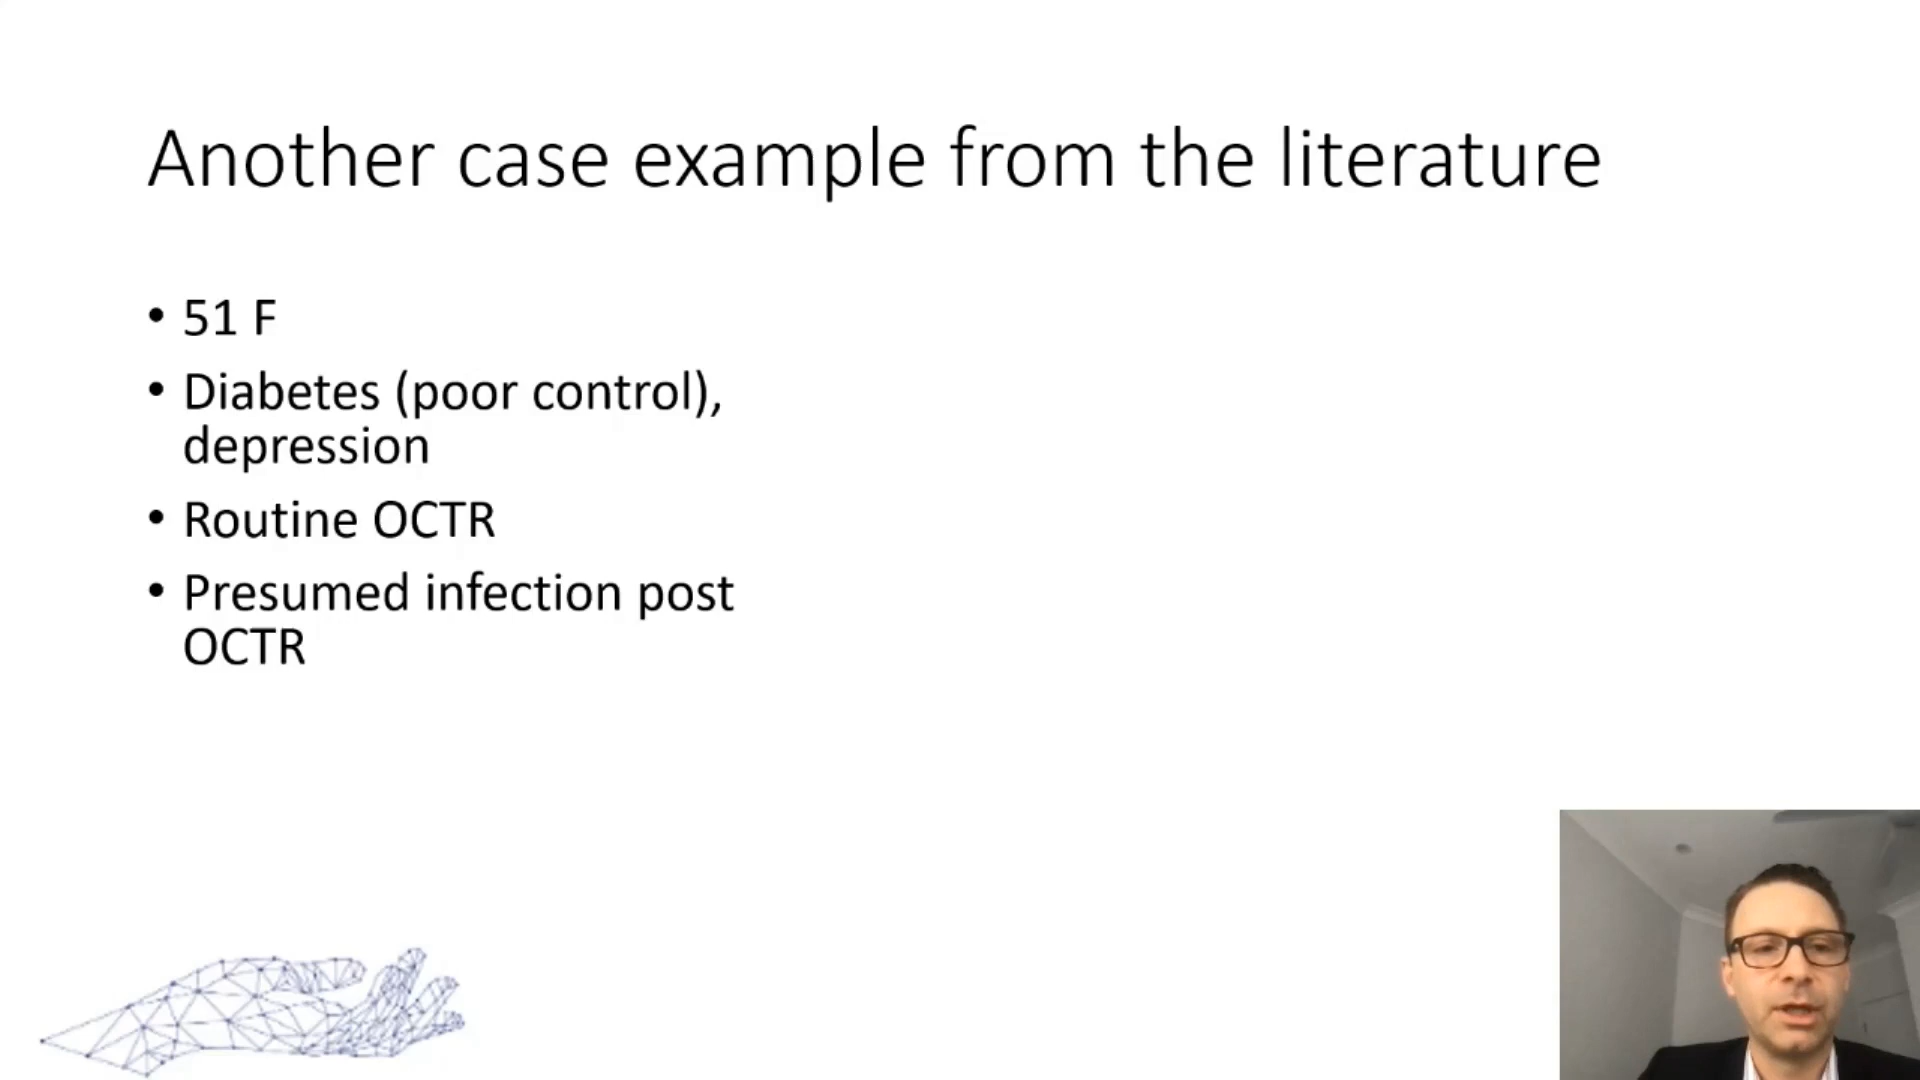 Another case example from the literature
• 51 F
• Diabetes (poor control),
depression
• Routine OCTR
• Presumed infection post
OCTR